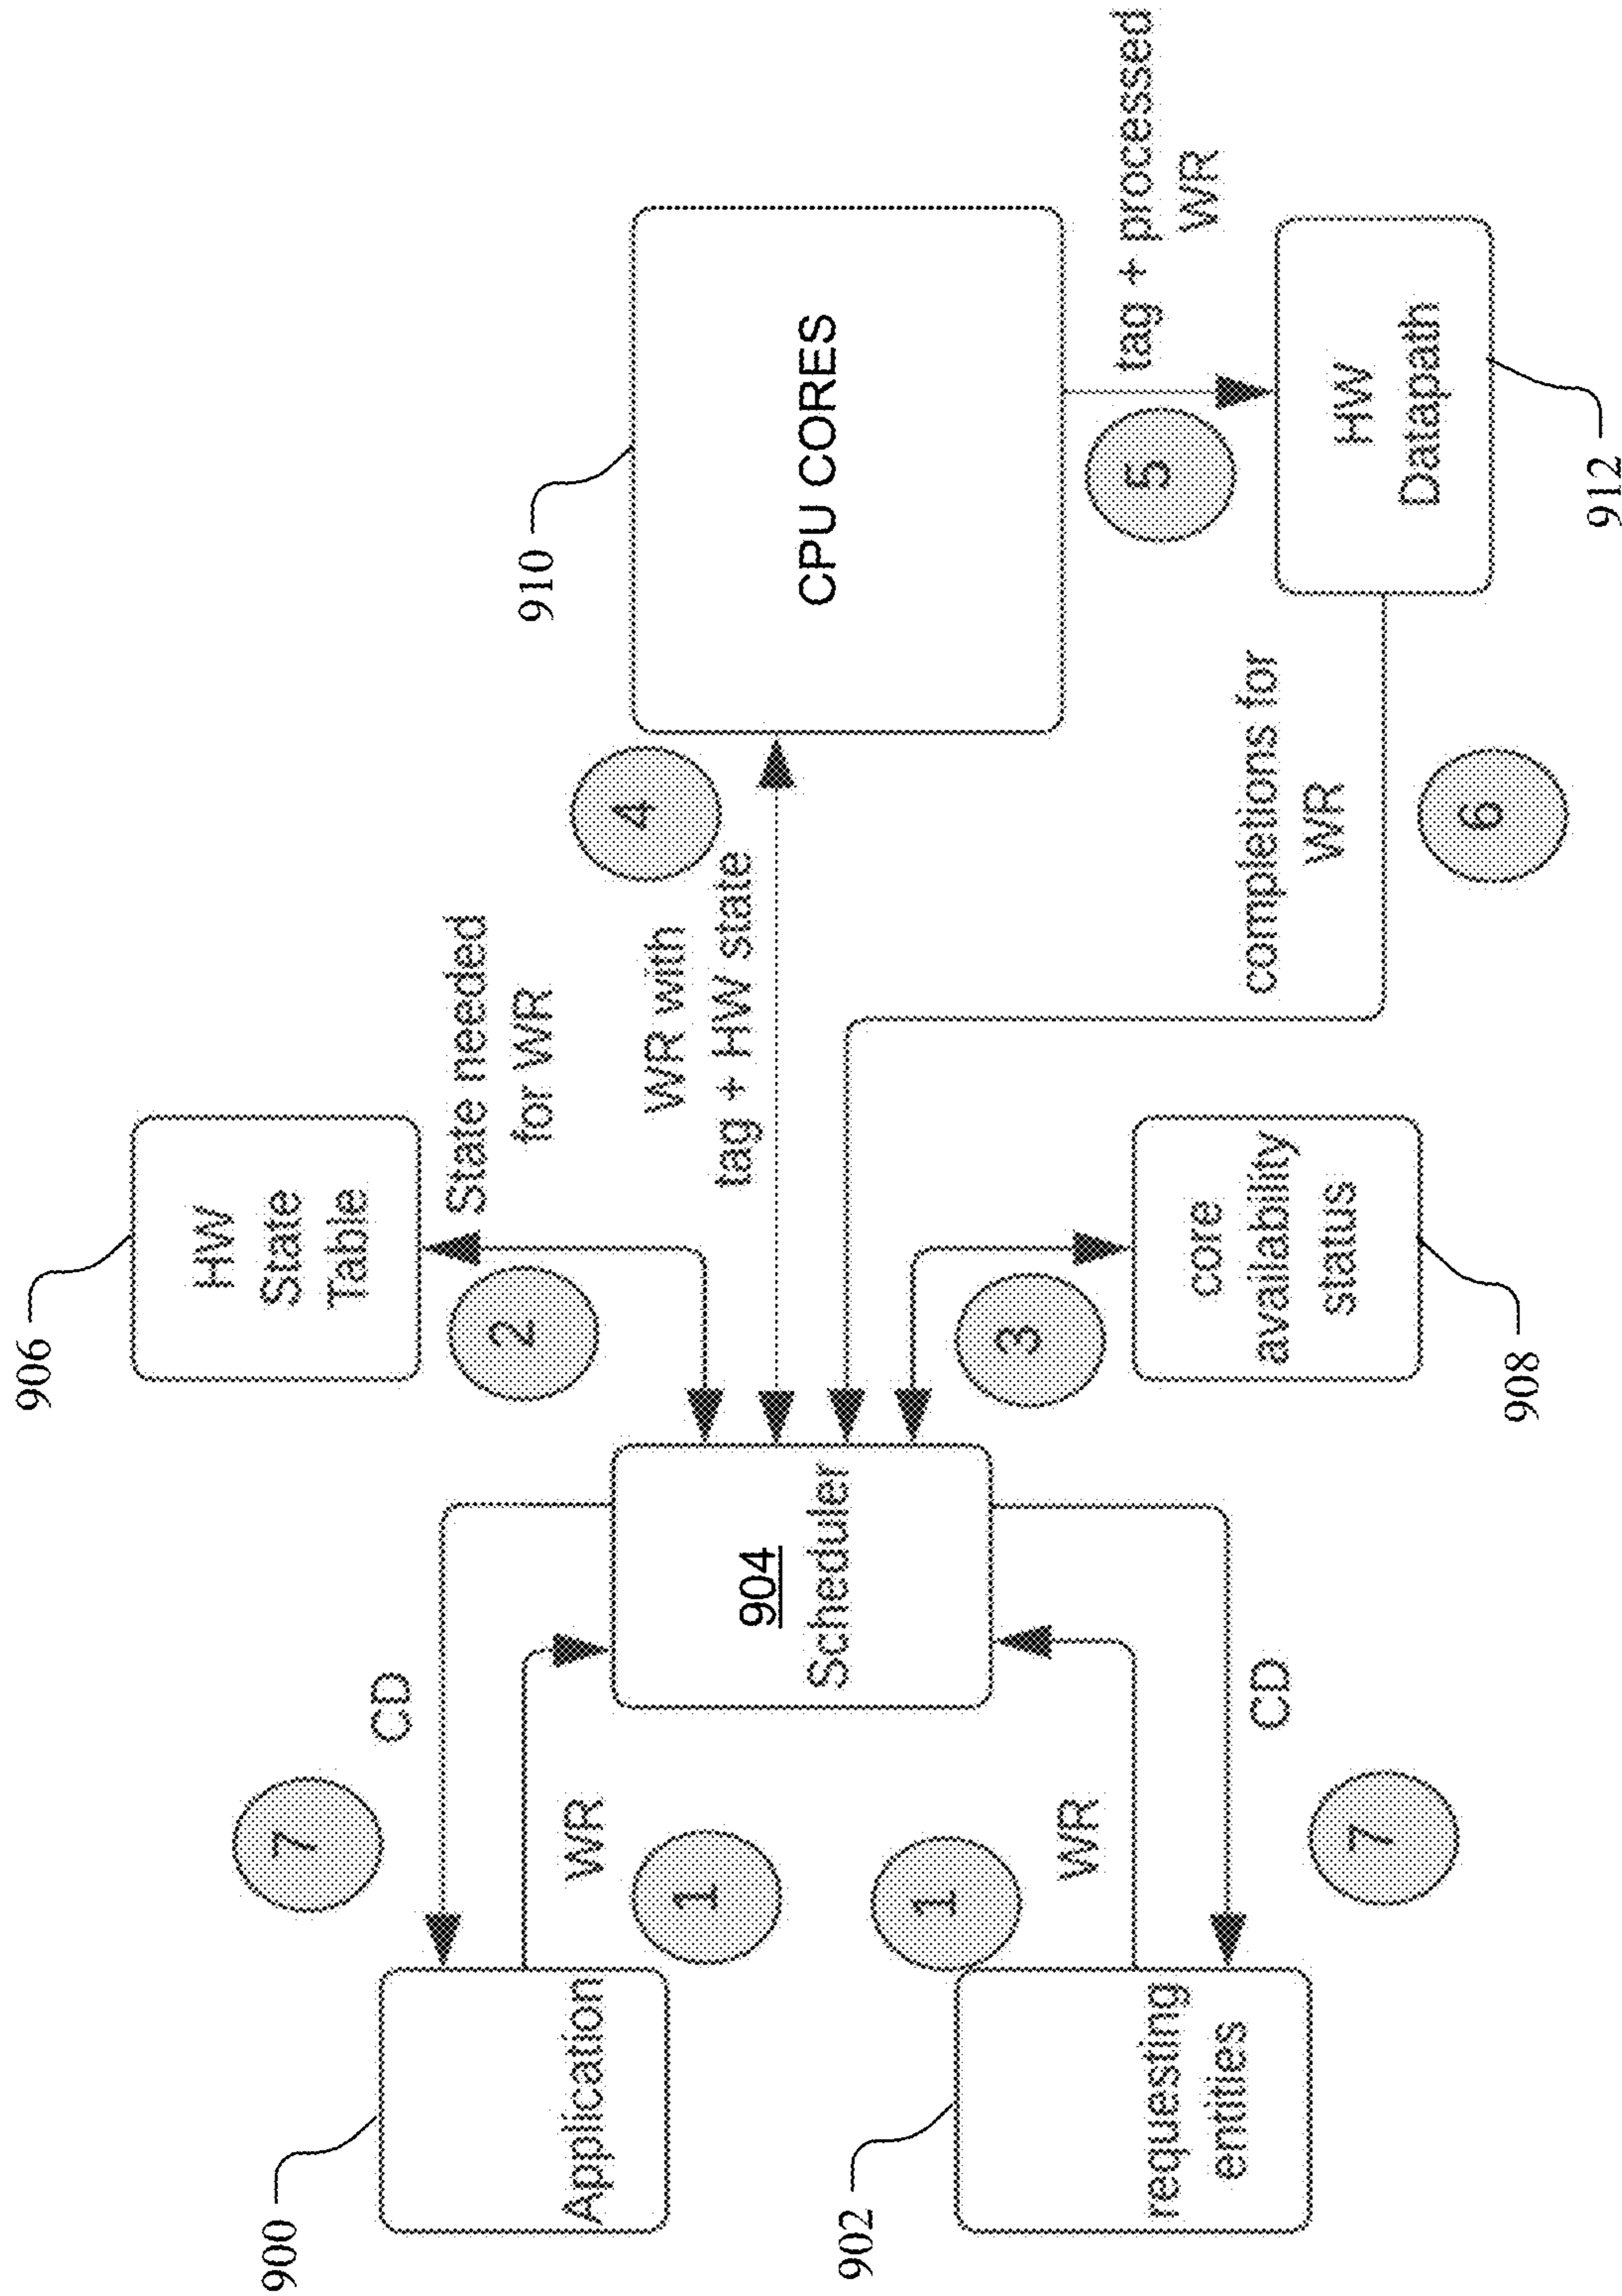 900
Application
902
requesting
entities
7
CD
WR
1
1
WR
CD
7
904
Scheduler
906
HW
State
Table
2
State needed
for WR
3
core
availability
status
908
4
WR with
tag + HW state
910
CPU CORES
5
tag + processed
WR
HW
Datapath
912
completions for
WR
6